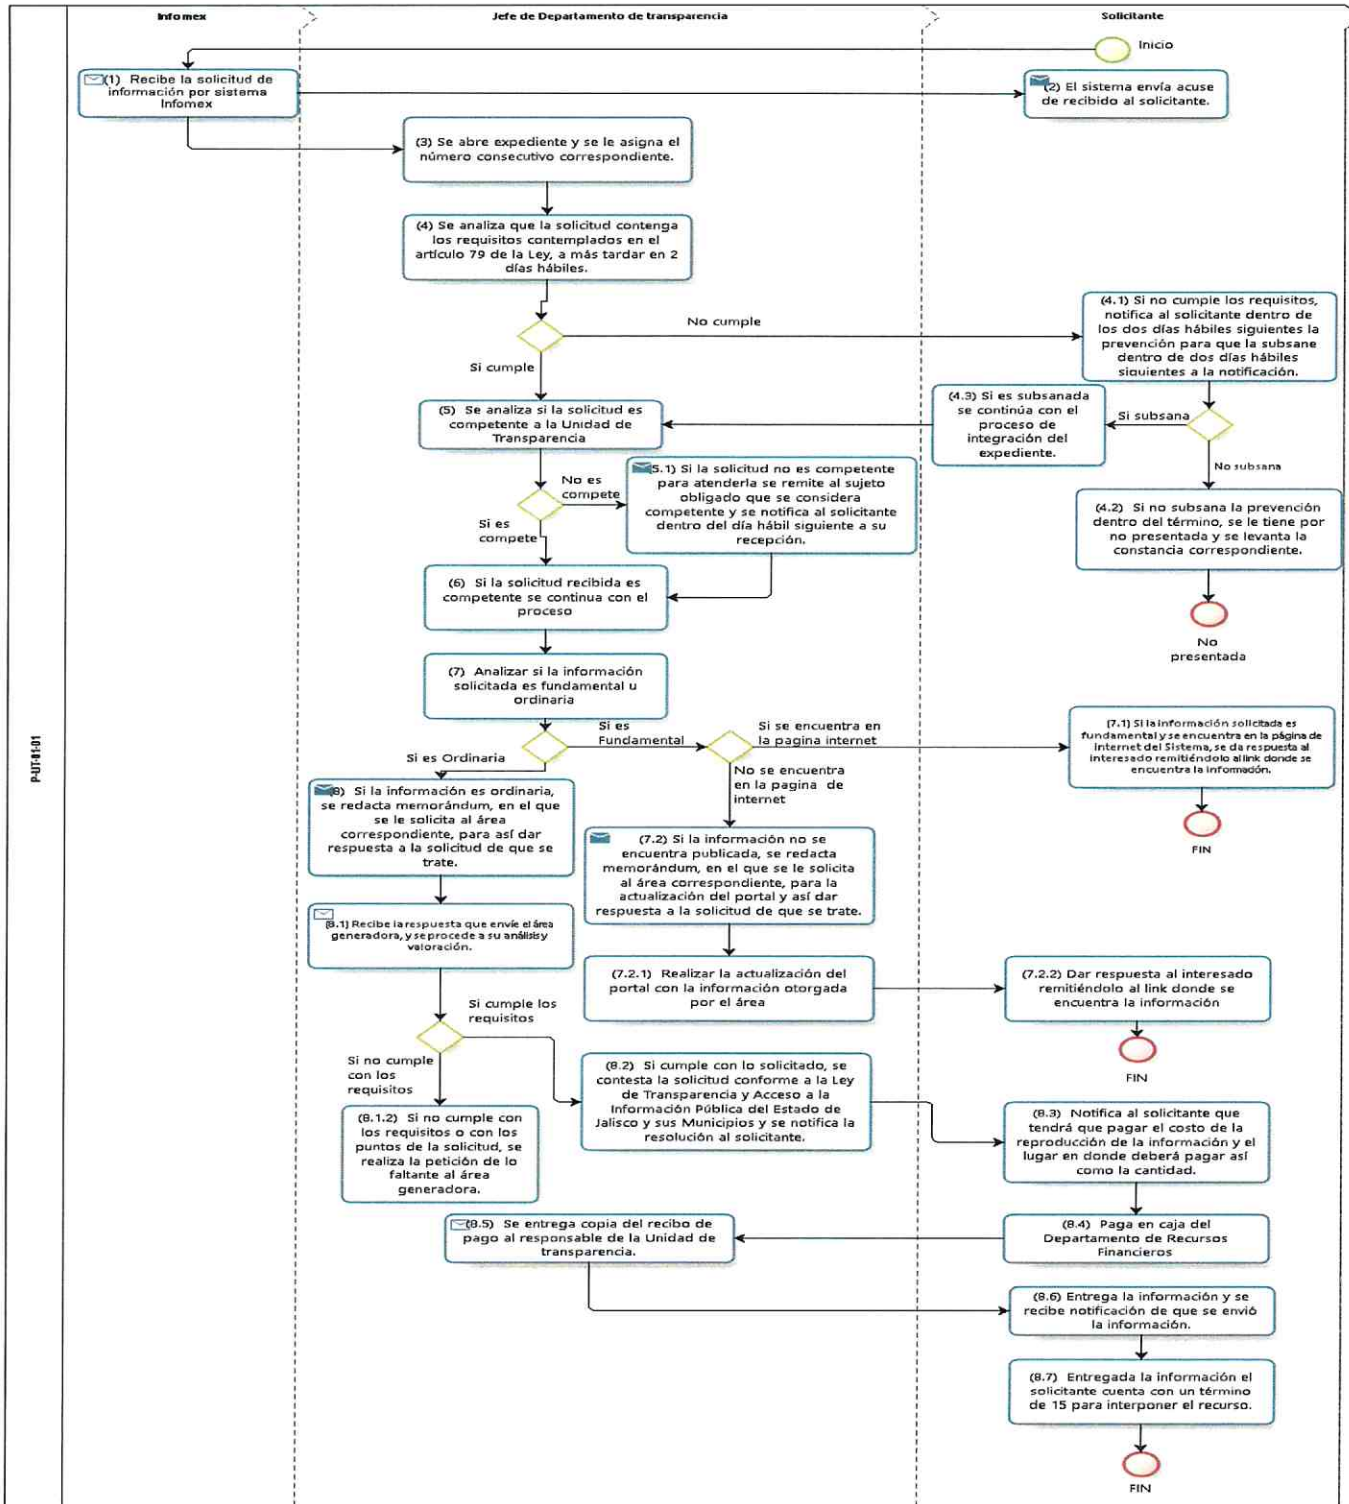 Infomex
Jefe de Departamento de transparencia
Solicitante
P-UT-01-01
Inicio
(1) Recibe la solicitud de
información por sistema
Infomex
(2) El sistema envía acuse
de recibido al solicitante.
(3) Se abre expediente y se le asigna el
número consecutivo correspondiente.
(4) Se analiza que la solicitud contenga
los requisitos contemplados en el
artículo 79 de la Ley, a más tardar en 2
días hábiles.
No cumple
Si cumple
(4.1) Si no cumple los requisitos,
notifica al solicitante dentro de
los dos días hábiles siguientes la
prevención para que la subsane
dentro de dos días hábiles
siguientes a la notificación.
(4.3) Si es subsanada
se continúa con el
proceso de
integración del
expediente.
Si subsana
No subsana
(4.2) Si no subsana la prevención
dentro del término, se le tiene por
no presentada y se levanta la
constancia correspondiente.
No
presentada
(5) Se analiza si la solicitud es
competente a la Unidad de
Transparencia
No es
compete
Si es
compete
5.1) Si la solicitud no es competente
para atenderla se remite al sujeto
obligado que se considera
competente y se notifica al solicitante
dentro del día hábil siguiente a su
recepción.
(6) Si la solicitud recibida es
competente se continua con el
proceso
(7) Analizar si la información
solicitada es fundamental u
ordinaria
Si es
Fundamental
Si es Ordinaria
Si se encuentra en
la pagina internet
No se encuentra
en la pagina de
internet
(7.1) Si la información solicitada es
fundamental y se encuentra en la página de
Internet del Sistema, se da respuesta al
interesado remitiéndolo al link donde se
encuentra la información.
FIN
(8) Si la información es ordinaria,
se redacta memorándum, en el que
se le solicita al área
correspondiente, para así dar
respuesta a la solicitud de que se
trate.
(7.2) Si la información no se
encuentra publicada, se redacta
memorándum, en el que se le solicita
al área correspondiente, para la
actualización del portal y así dar
respuesta a la solicitud de que se trate.
(8.1) Recibe la respuesta que envíe el área
generadora, y se procede a su análisis y
valoración.
(7.2.1) Realizar la actualización del
portal con la información otorgada
por el área
(7.2.2) Dar respuesta al interesado
remitiéndolo al link donde se
encuentra la información
FIN
Si cumple los
requisitos
Si no cumple
con los
requisitos
(8.1.2) Si no cumple con
los requisitos o con los
puntos de la solicitud, se
realiza la petición de lo
faltante al área
generadora.
(8.2) Si cumple con lo solicitado, se
contesta la solicitud conforme a la Ley
de Transparencia y Acceso a la
Información Pública del Estado de
Jalisco y sus Municipios y se notifica la
resolución al solicitante.
(8.3) Notifica al solicitante que
tendrá que pagar el costo de la
reproducción de la información y el
lugar en donde deberá pagar así
como la cantidad.
(8.4) Paga en caja del
Departamento de Recursos
Financieros
(8.5) Se entrega copia del recibo de
pago al responsable de la Unidad de
transparencia.
(8.6) Entrega la información y se
recibe notificación de que se envió
la información.
(8.7) Entregada la información el
solicitante cuenta con un término
de 15 para interponer el recurso.
FIN